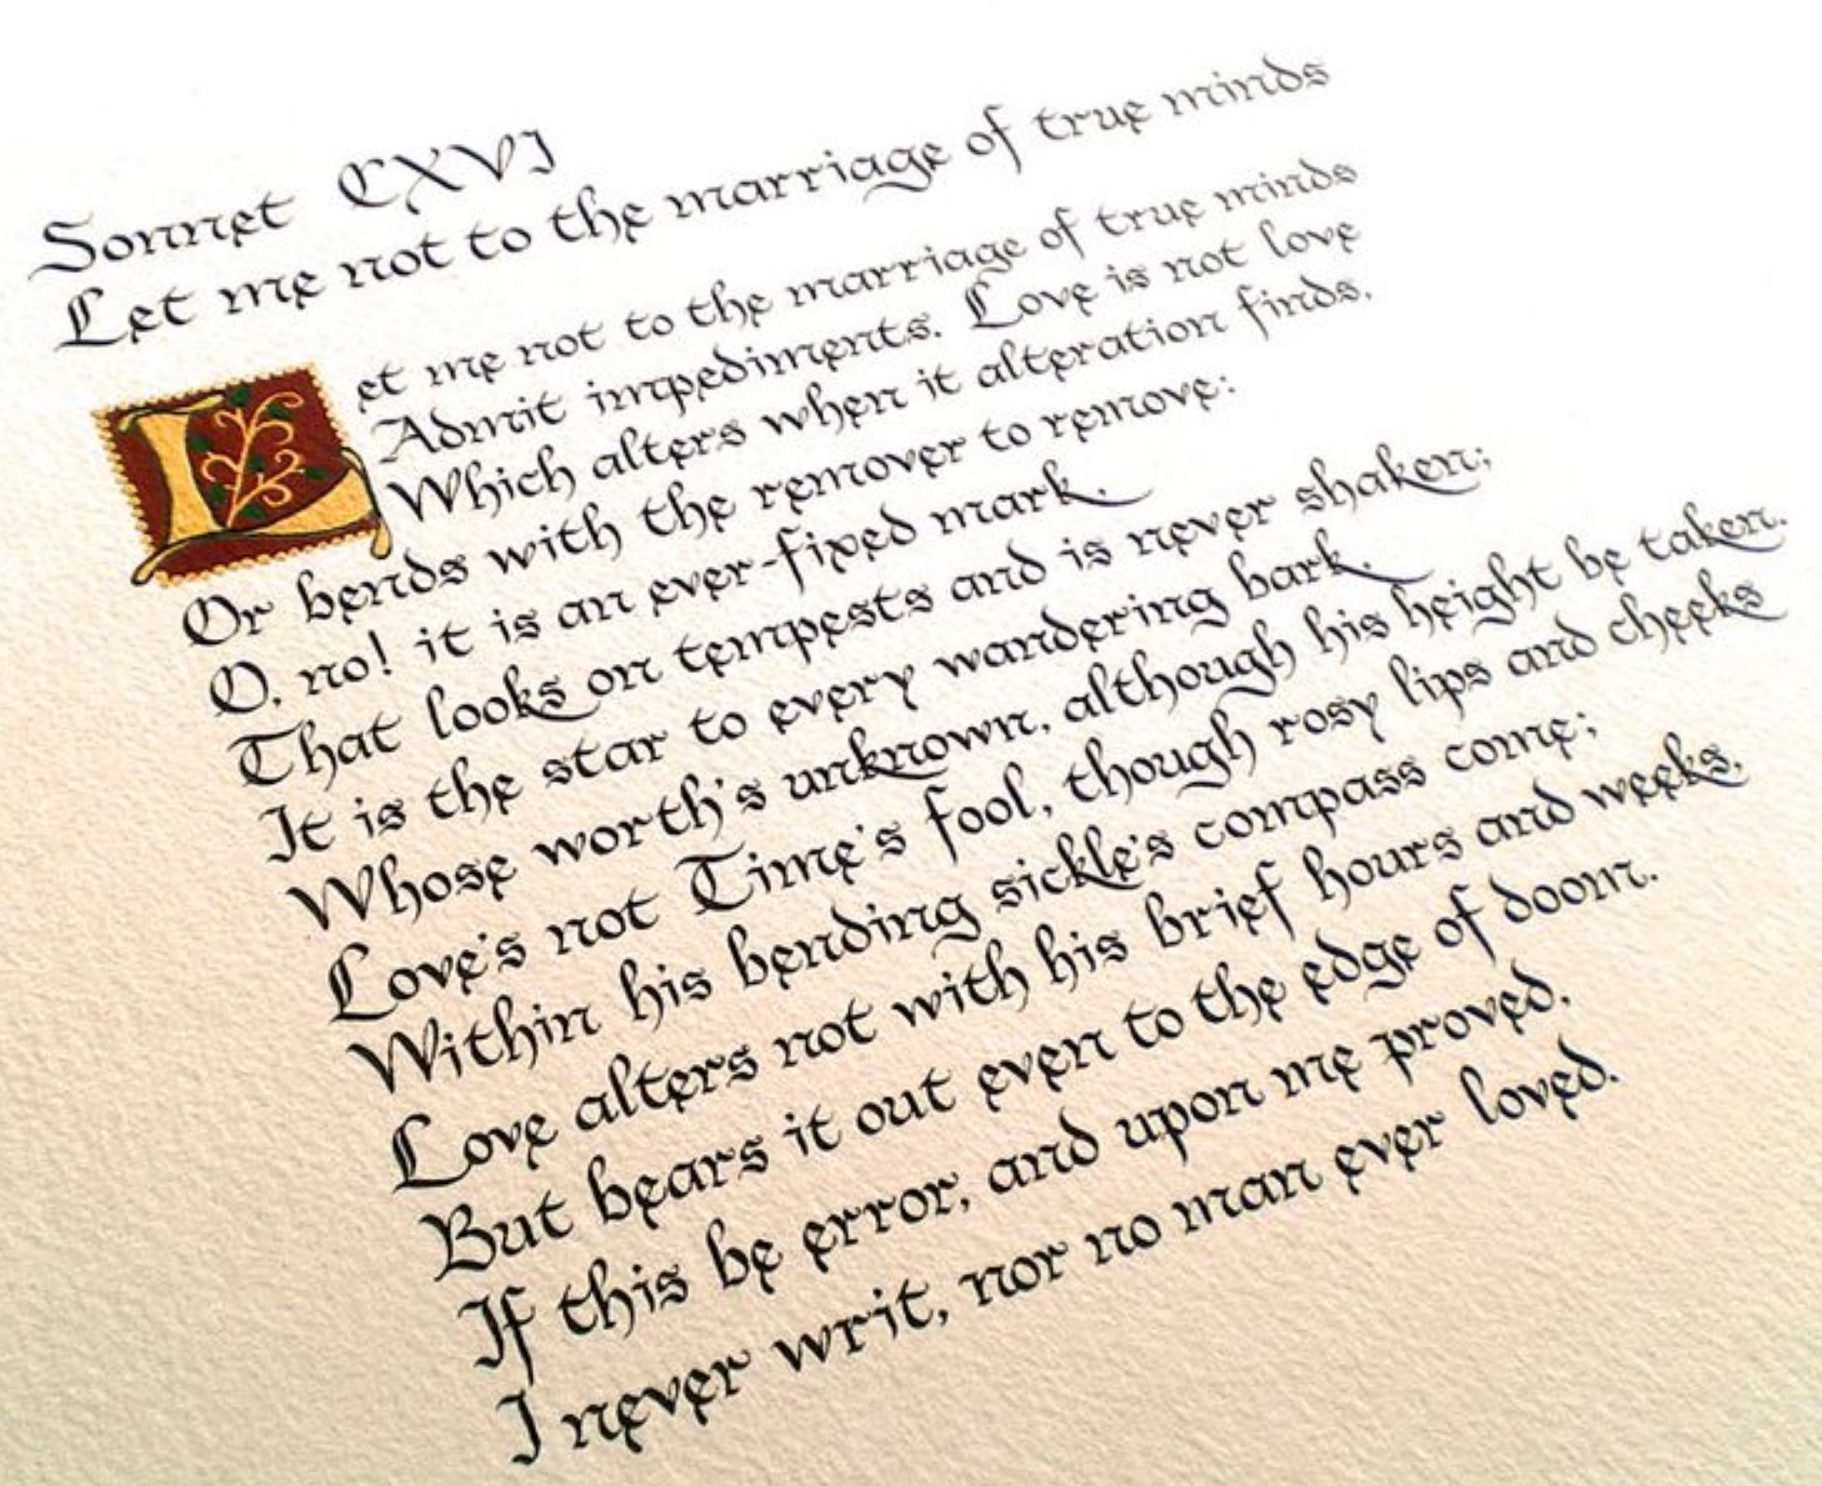 Sonnet CXVI
Let me not to the marriage of true minds
Let me not to the marriage of true minds
Admit impediments. Love is not love
Which alters when it alteration finds,
Or bends with the remover to remove:
O, no! it is an ever-fixed mark,
That looks on tempests and is never shaken;
It is the star to every wandering bark,
Whose worth's unknown, although his height be taken.
Love's not Time's fool, though rosy lips and cheeks
Within his bending sickle's compass come;
Love alters not with his brief hours and weeks,
But bears it out even to the edge of doom.
If this be error, and upon me proved,
I never writ, nor no man ever loved.